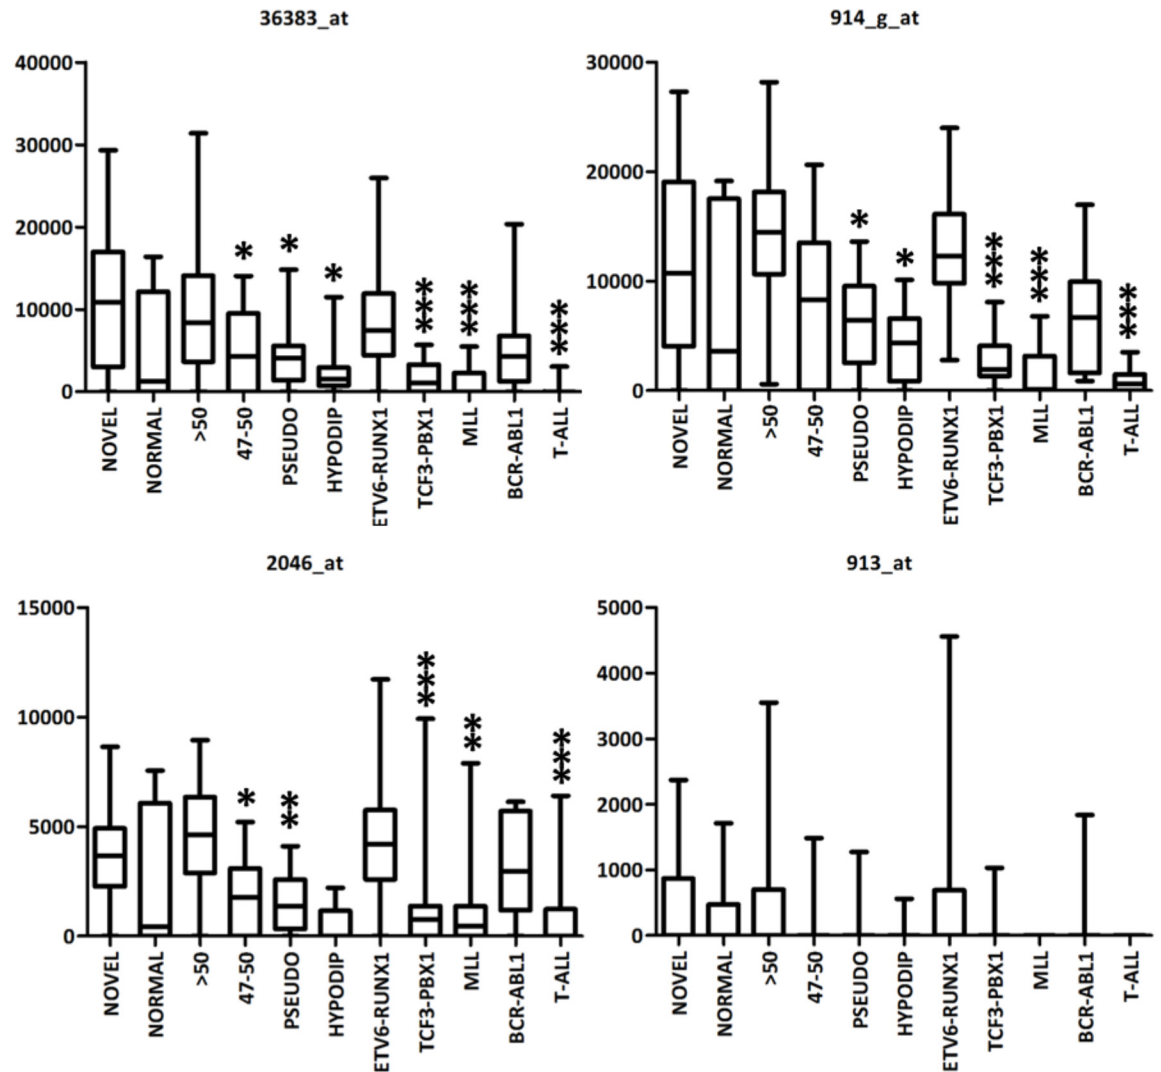 36383_at
40000
30000
20000
10000
0
*
*
*
***
***
***
NOVEL
NORMAL
>50
47-50
PSEUDO
HYPODIP
ETV6-RUNX1
TCF3-PBX1
MLL
BCR-ABL1
T-ALL
914_g_at
30000
20000
10000
0
*
*
***
***
***
NOVEL
NORMAL
>50
47-50
PSEUDO
HYPODIP
ETV6-RUNX1
TCF3-PBX1
MLL
BCR-ABL1
T-ALL
2046_at
15000
10000
5000
0
*
**
***
**
***
NOVEL
NORMAL
>50
47-50
PSEUDO
HYPODIP
ETV6-RUNX1
TCF3-PBX1
MLL
BCR-ABL1
T-ALL
913_at
5000
4000
3000
2000
1000
0
NOVEL
NORMAL
>50
47-50
PSEUDO
HYPODIP
ETV6-RUNX1
TCF3-PBX1
MLL
BCR-ABL1
T-ALL